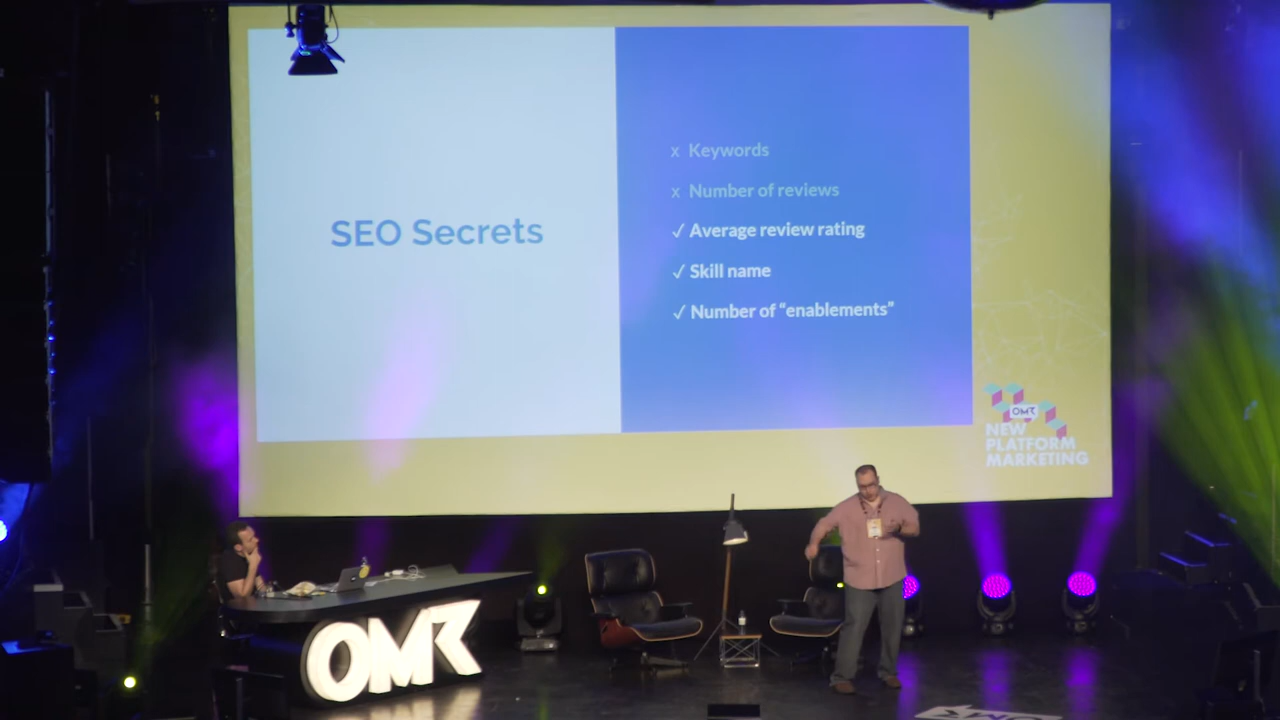 SEO Secrets
x Keywords
x Number of reviews
✓ Average review rating
✓ Skill name
✓ Number of “enablements”
OMR
NEW
PLATFORM
MARKETING
OMR
OMR